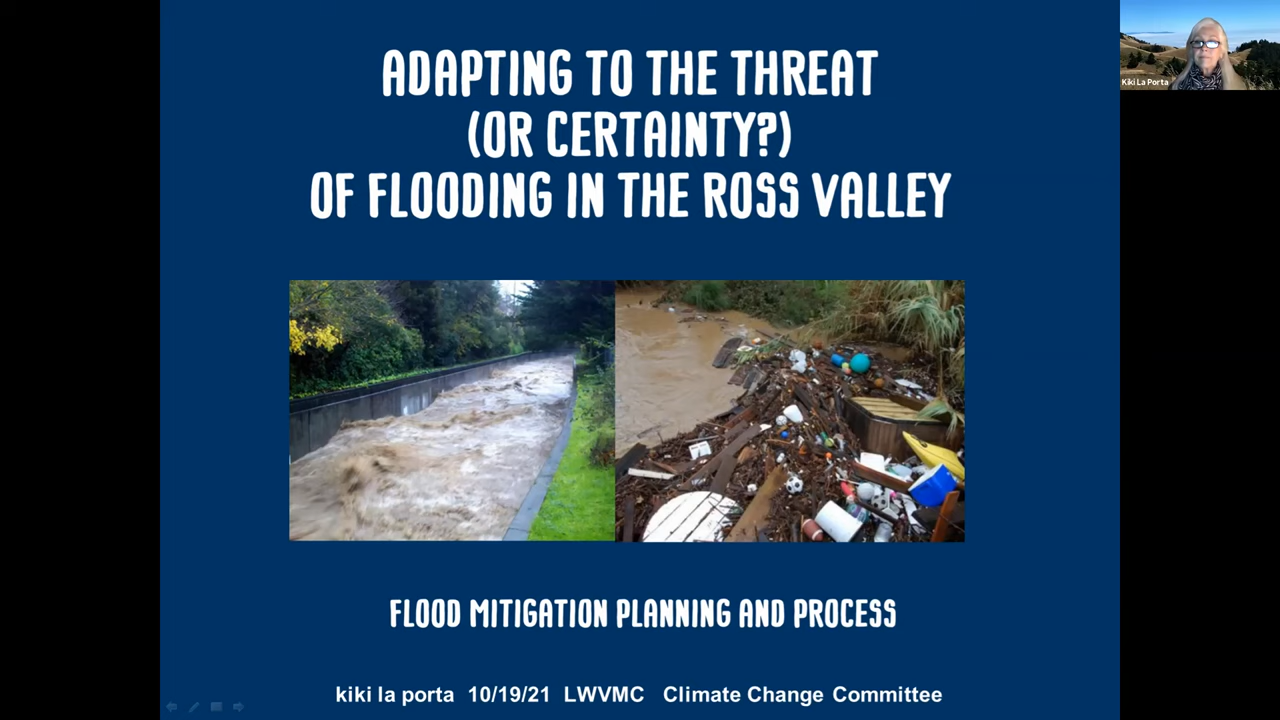 ADAPTING TO THE THREAT
(OR CERTAINTY?)
OF FLOODING IN THE ROSS VALLEY
Kiki La Porta
FLOOD MITIGATION PLANNING AND PROCESS
kiki la porta 10/19/21 LWVMC Climate Change Committee